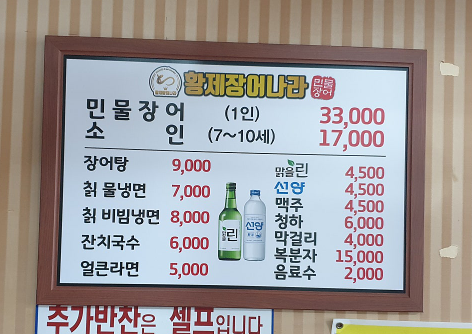 황제장어나라 민물장어
민물장어 (1인) 33,000
소인 (7~10세) 17,000
장어탕 9,000
칡 물냉면 7,000
칡 비빔냉면 8,000
잔치국수 6,000
얼큰라면 5,000
맑을린 4,500
선양 4,500
맥주 4,500
청하 6,000
막걸리 4,000
복분자 15,000
음료수 2,000
맑을린
선양
추가반찬은 셀프입니다